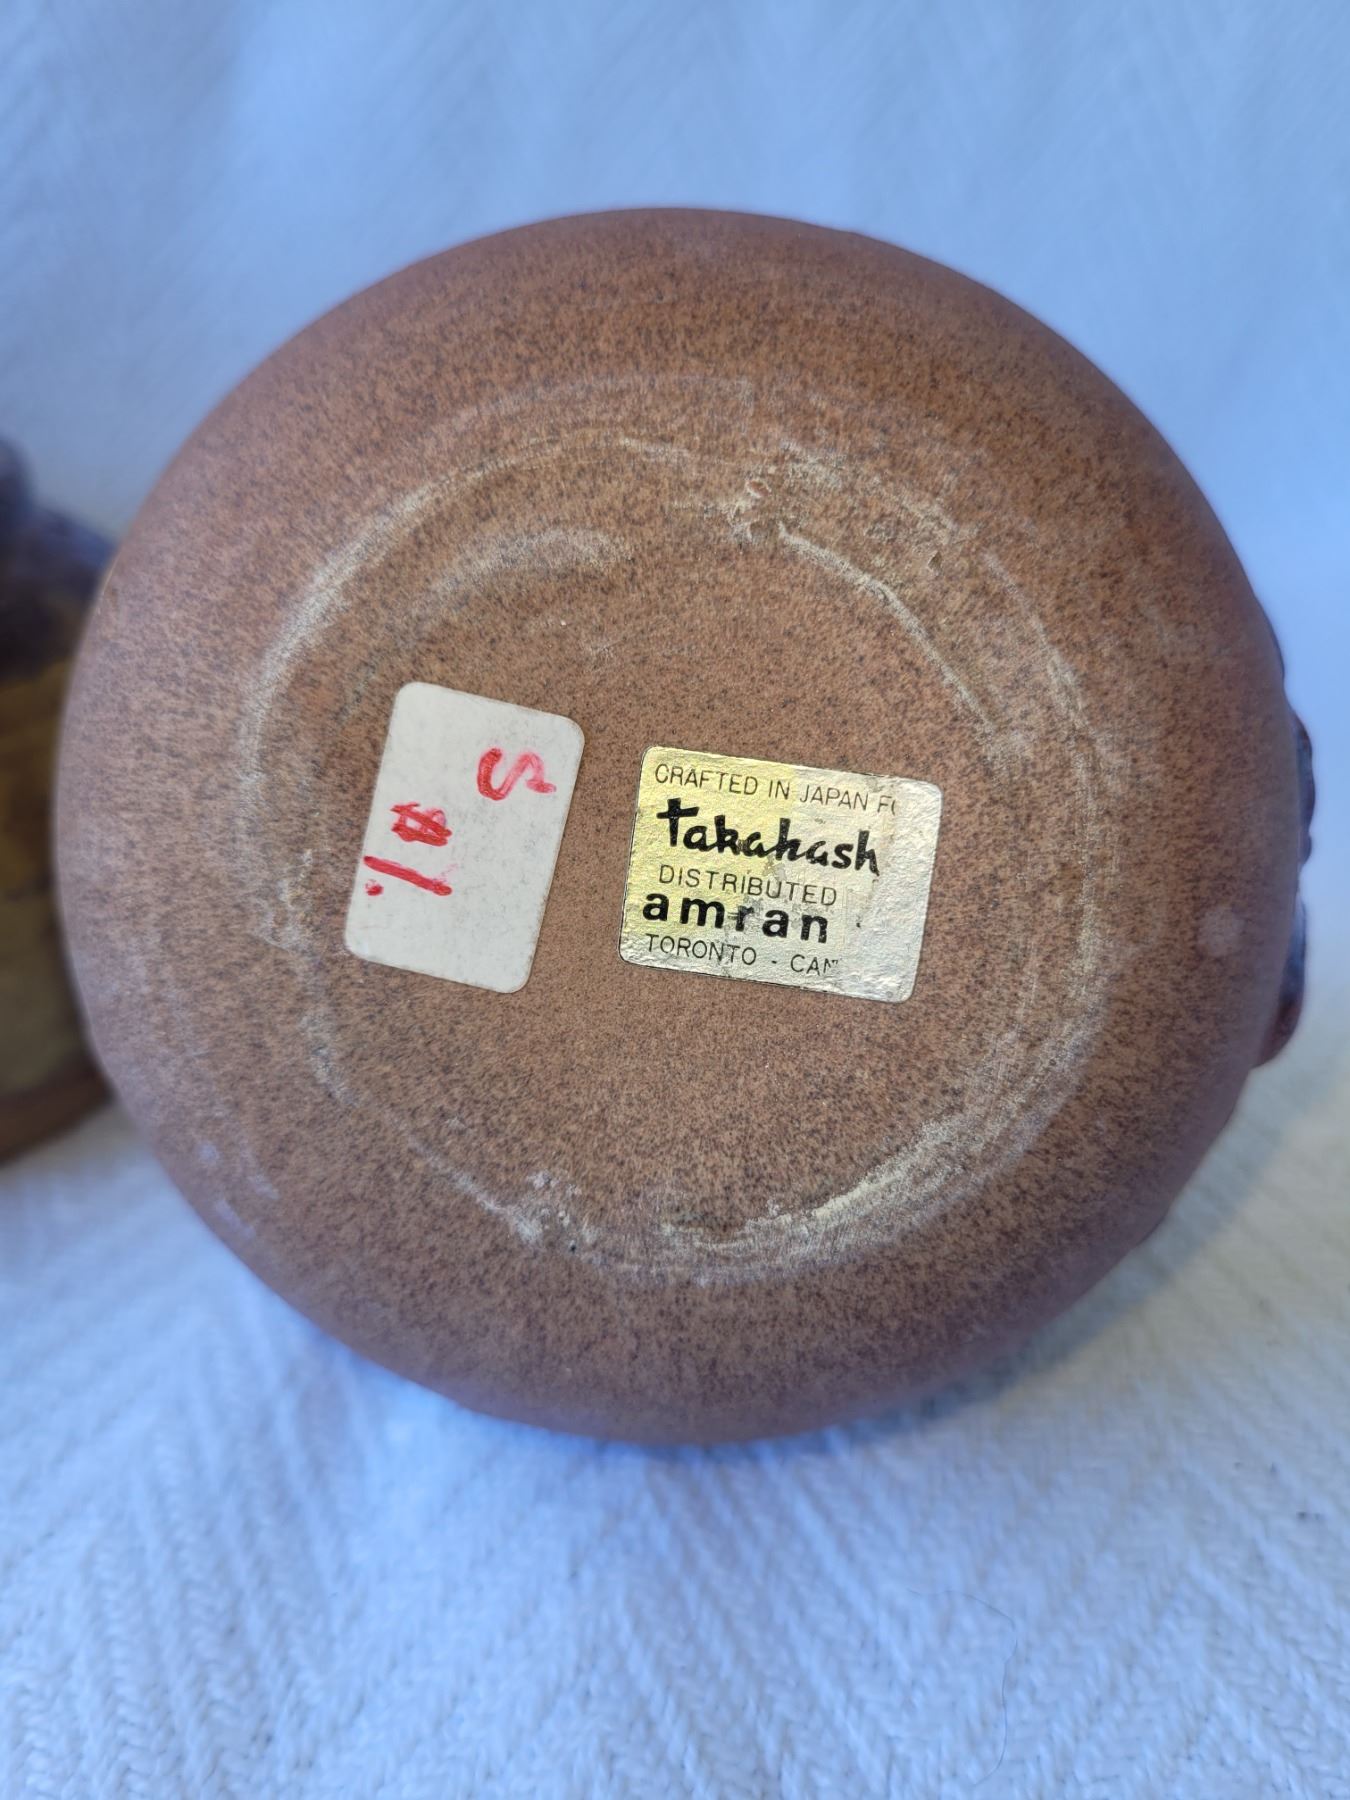 CRAFTED IN JAPAN F
takahash
DISTRIBUTED
amran
TORONTO - CAN
S
$1.